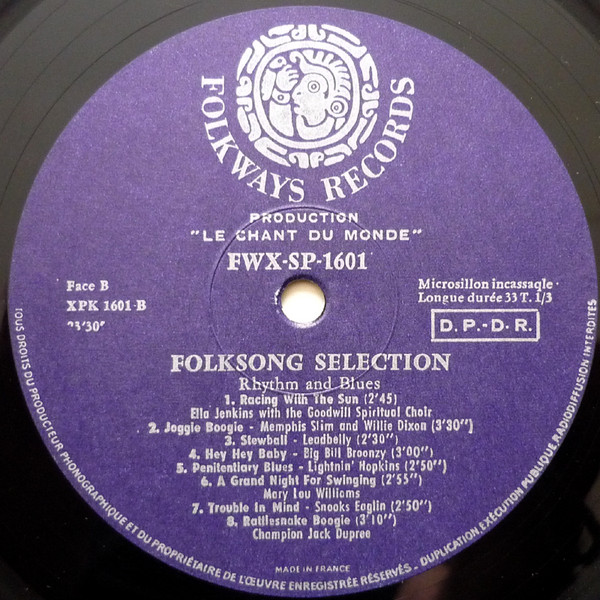 FOLKWAYS RECORDS
PRODUCTION
"LE CHANT DU MONDE"
FWX-SP-1601
Face B
XPK 1601-B
23'30"
Microsillon incassaqle
Longue durée 33 T. 1/3
D. P.-D. R.
FOLKSONG SELECTION
Rhythm and Blues
1. Racing With The Sun (2'45)
Ella Jenkins with the Goodwill Spiritual Choir
2. Joggie Boogie - Memphis Slim and Willie Dixon (3'30")
3. Stewball - Leadbelly (2'30")
4. Hey Hey Baby - Big Bill Broonzy (3'00")
5. Penitentiary Blues - Lightnin' Hopkins (2'50")
6. A Grand Night For Swinging (2'55")
Mary Lou Williams
7. Trouble In Mind - Snooks Eaglin (2'50")
8. Rattlesnake Boogie (3'10")
Champion Jack Dupree
MADE IN FRANCE
TOUS DROITS DU PRODUCTEUR PHONOGRAPHIQUE ET DU PROPRIÉTAIRE DE L'ŒUVRE ENREGISTRÉE RÉSERVÉS - DUPLICATION, EXÉCUTION PUBLIQUE, RADIODIFFUSION INTERDITES